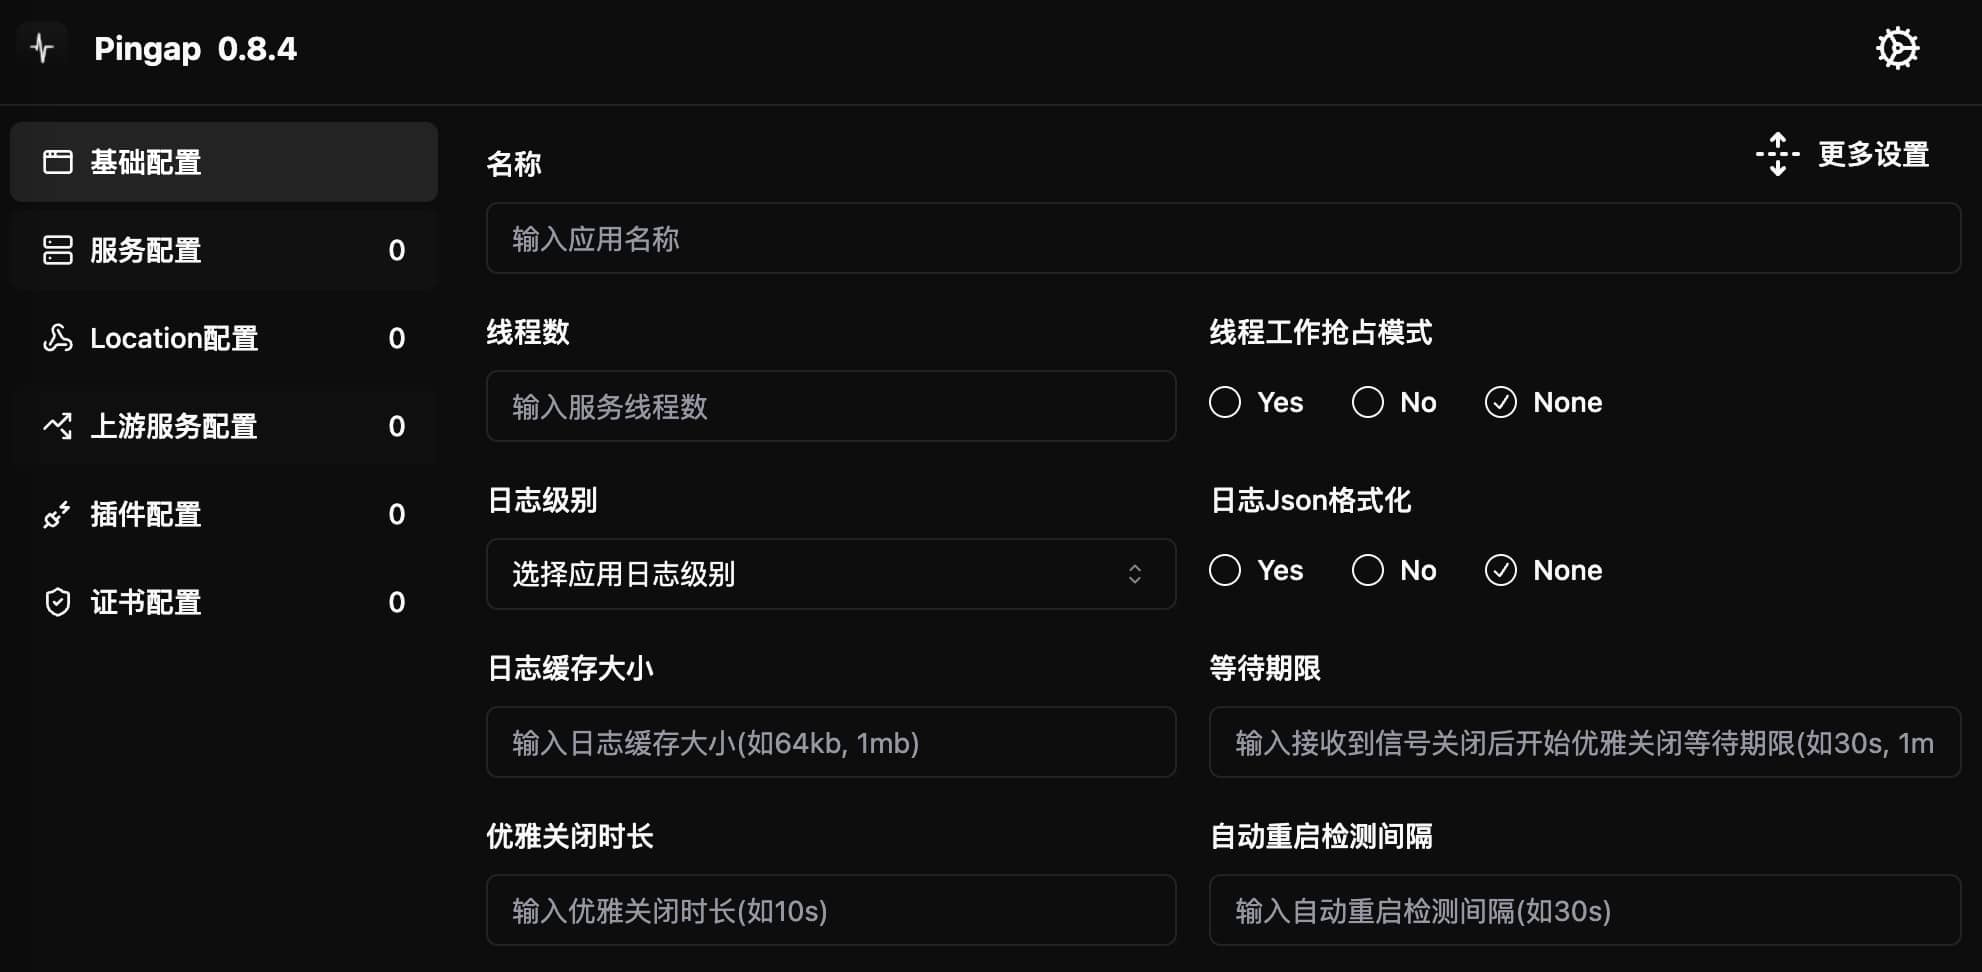 Pingap 0.8.4
基础配置
服务配置 0
Location配置 0
上游服务配置 0
插件配置 0
证书配置 0
更多设置
名称
输入应用名称
线程数
输入服务线程数
线程工作抢占模式
Yes No None
日志级别
选择应用日志级别
日志Json格式化
Yes No None
日志缓存大小
输入日志缓存大小(如64kb, 1mb)
等待期限
输入接收到信号关闭后开始优雅关闭等待期限(如30s, 1m
优雅关闭时长
输入优雅关闭时长(如10s)
自动重启检测间隔
输入自动重启检测间隔(如30s)